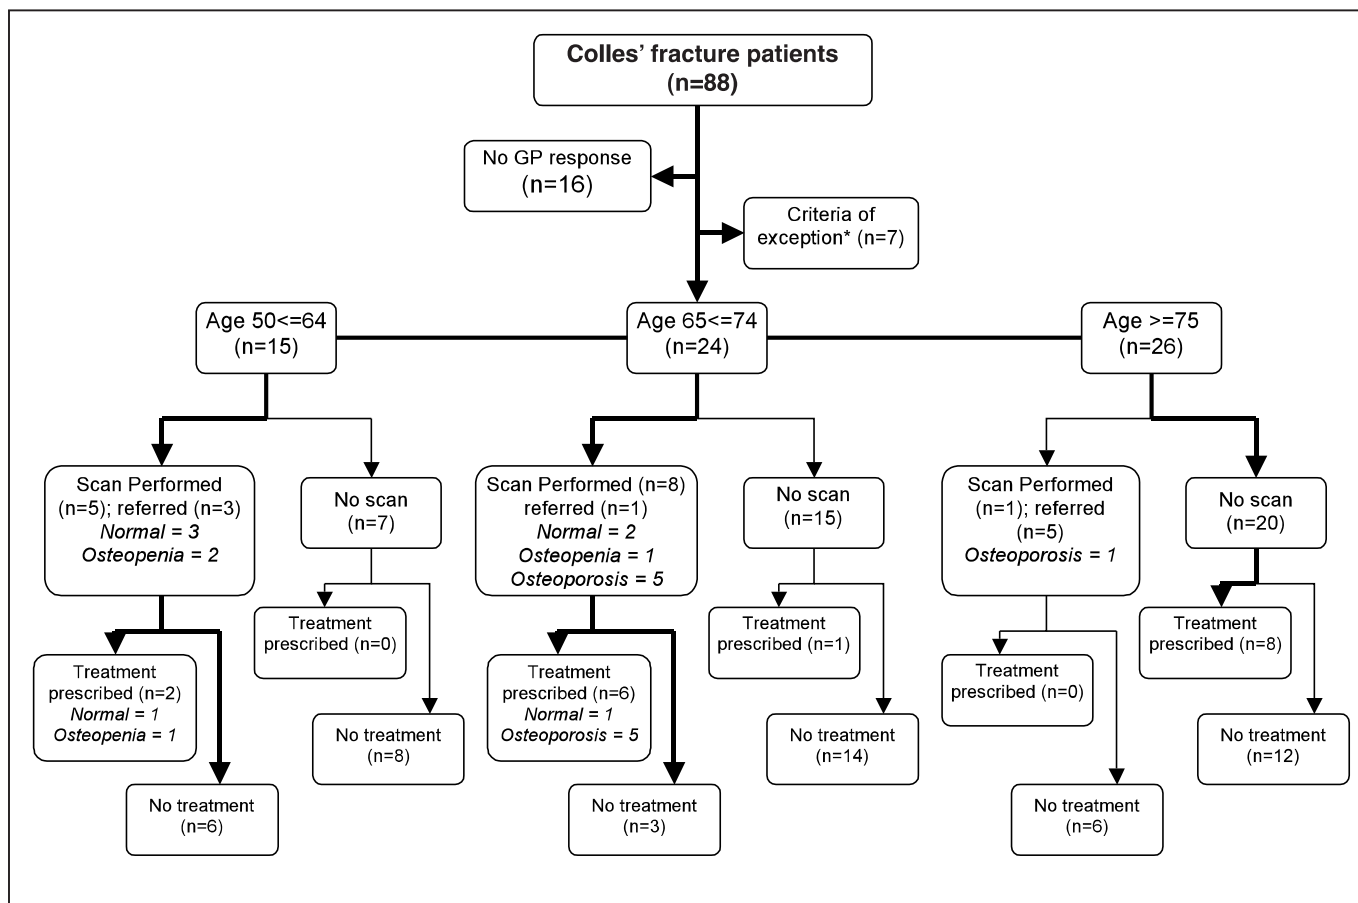 Colles’ fracture patients
(n=88)
No GP response
(n=16)
Criteria of
exception* (n=7)
Age 50<=64
(n=15)
Age 65<=74
(n=24)
Age >=75
(n=26)
Scan Performed
(n=5); referred (n=3)
Normal = 3
Osteopenia = 2
No scan
(n=7)
Scan Performed (n=8)
referred (n=1)
Normal = 2
Osteopenia = 1
Osteoporosis = 5
No scan
(n=15)
Scan Performed
(n=1); referred
(n=5)
Osteoporosis = 1
No scan
(n=20)
Treatment
prescribed (n=2)
Normal = 1
Osteopenia = 1
No treatment
(n=6)
Treatment
prescribed (n=0)
No treatment
(n=8)
Treatment
prescribed (n=6)
Normal = 1
Osteoporosis = 5
No treatment
(n=3)
Treatment
prescribed (n=1)
No treatment
(n=14)
Treatment
prescribed (n=0)
No treatment
(n=6)
Treatment
prescribed (n=8)
No treatment
(n=12)